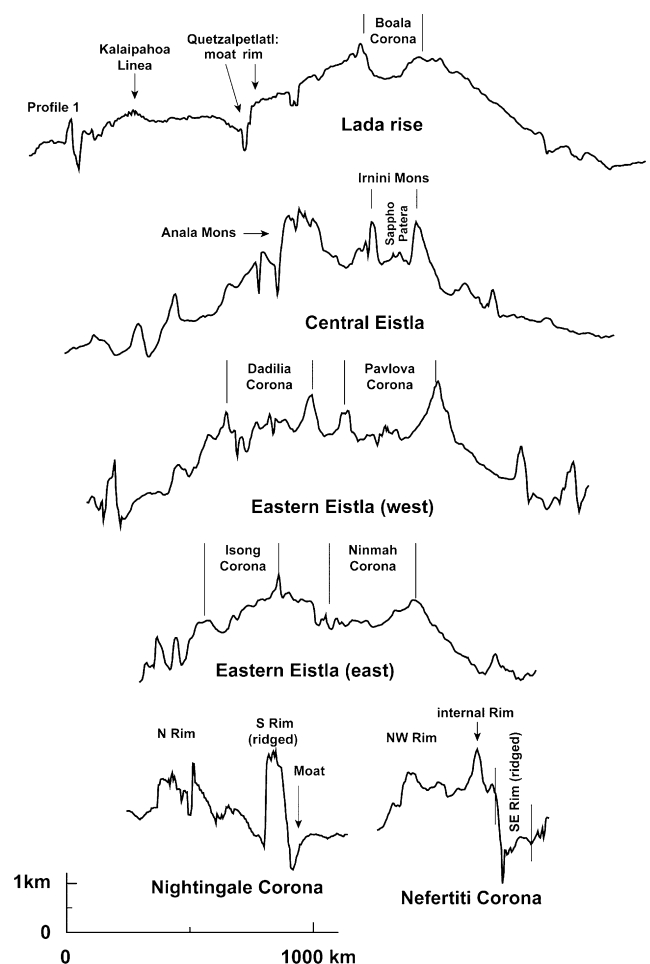 Boala
Corona
Quetzalpetlatl:
moat rim
Kalaipahoa
Linea
Profile 1
Lada rise
Irnini Mons
Sappho
Patera
Anala Mons
Central Eistla
Dadilia
Corona
Pavlova
Corona
Eastern Eistla (west)
Isong
Corona
Ninmah
Corona
Eastern Eistla (east)
internal Rim
S Rim
(ridged)
N Rim
NW Rim
SE Rim (ridged)
Moat
Nightingale Corona
Nefertiti Corona
1km
0
0
1000 km